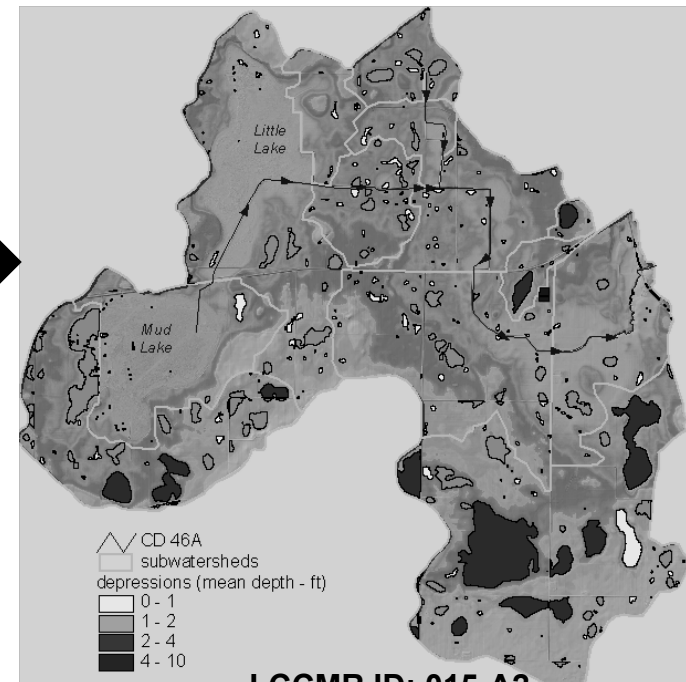 Little
Lake
Mud
Lake
CD 46A
subwatersheds
depressions (mean depth - ft)
0 - 1
1 - 2
2 - 4
4 - 10